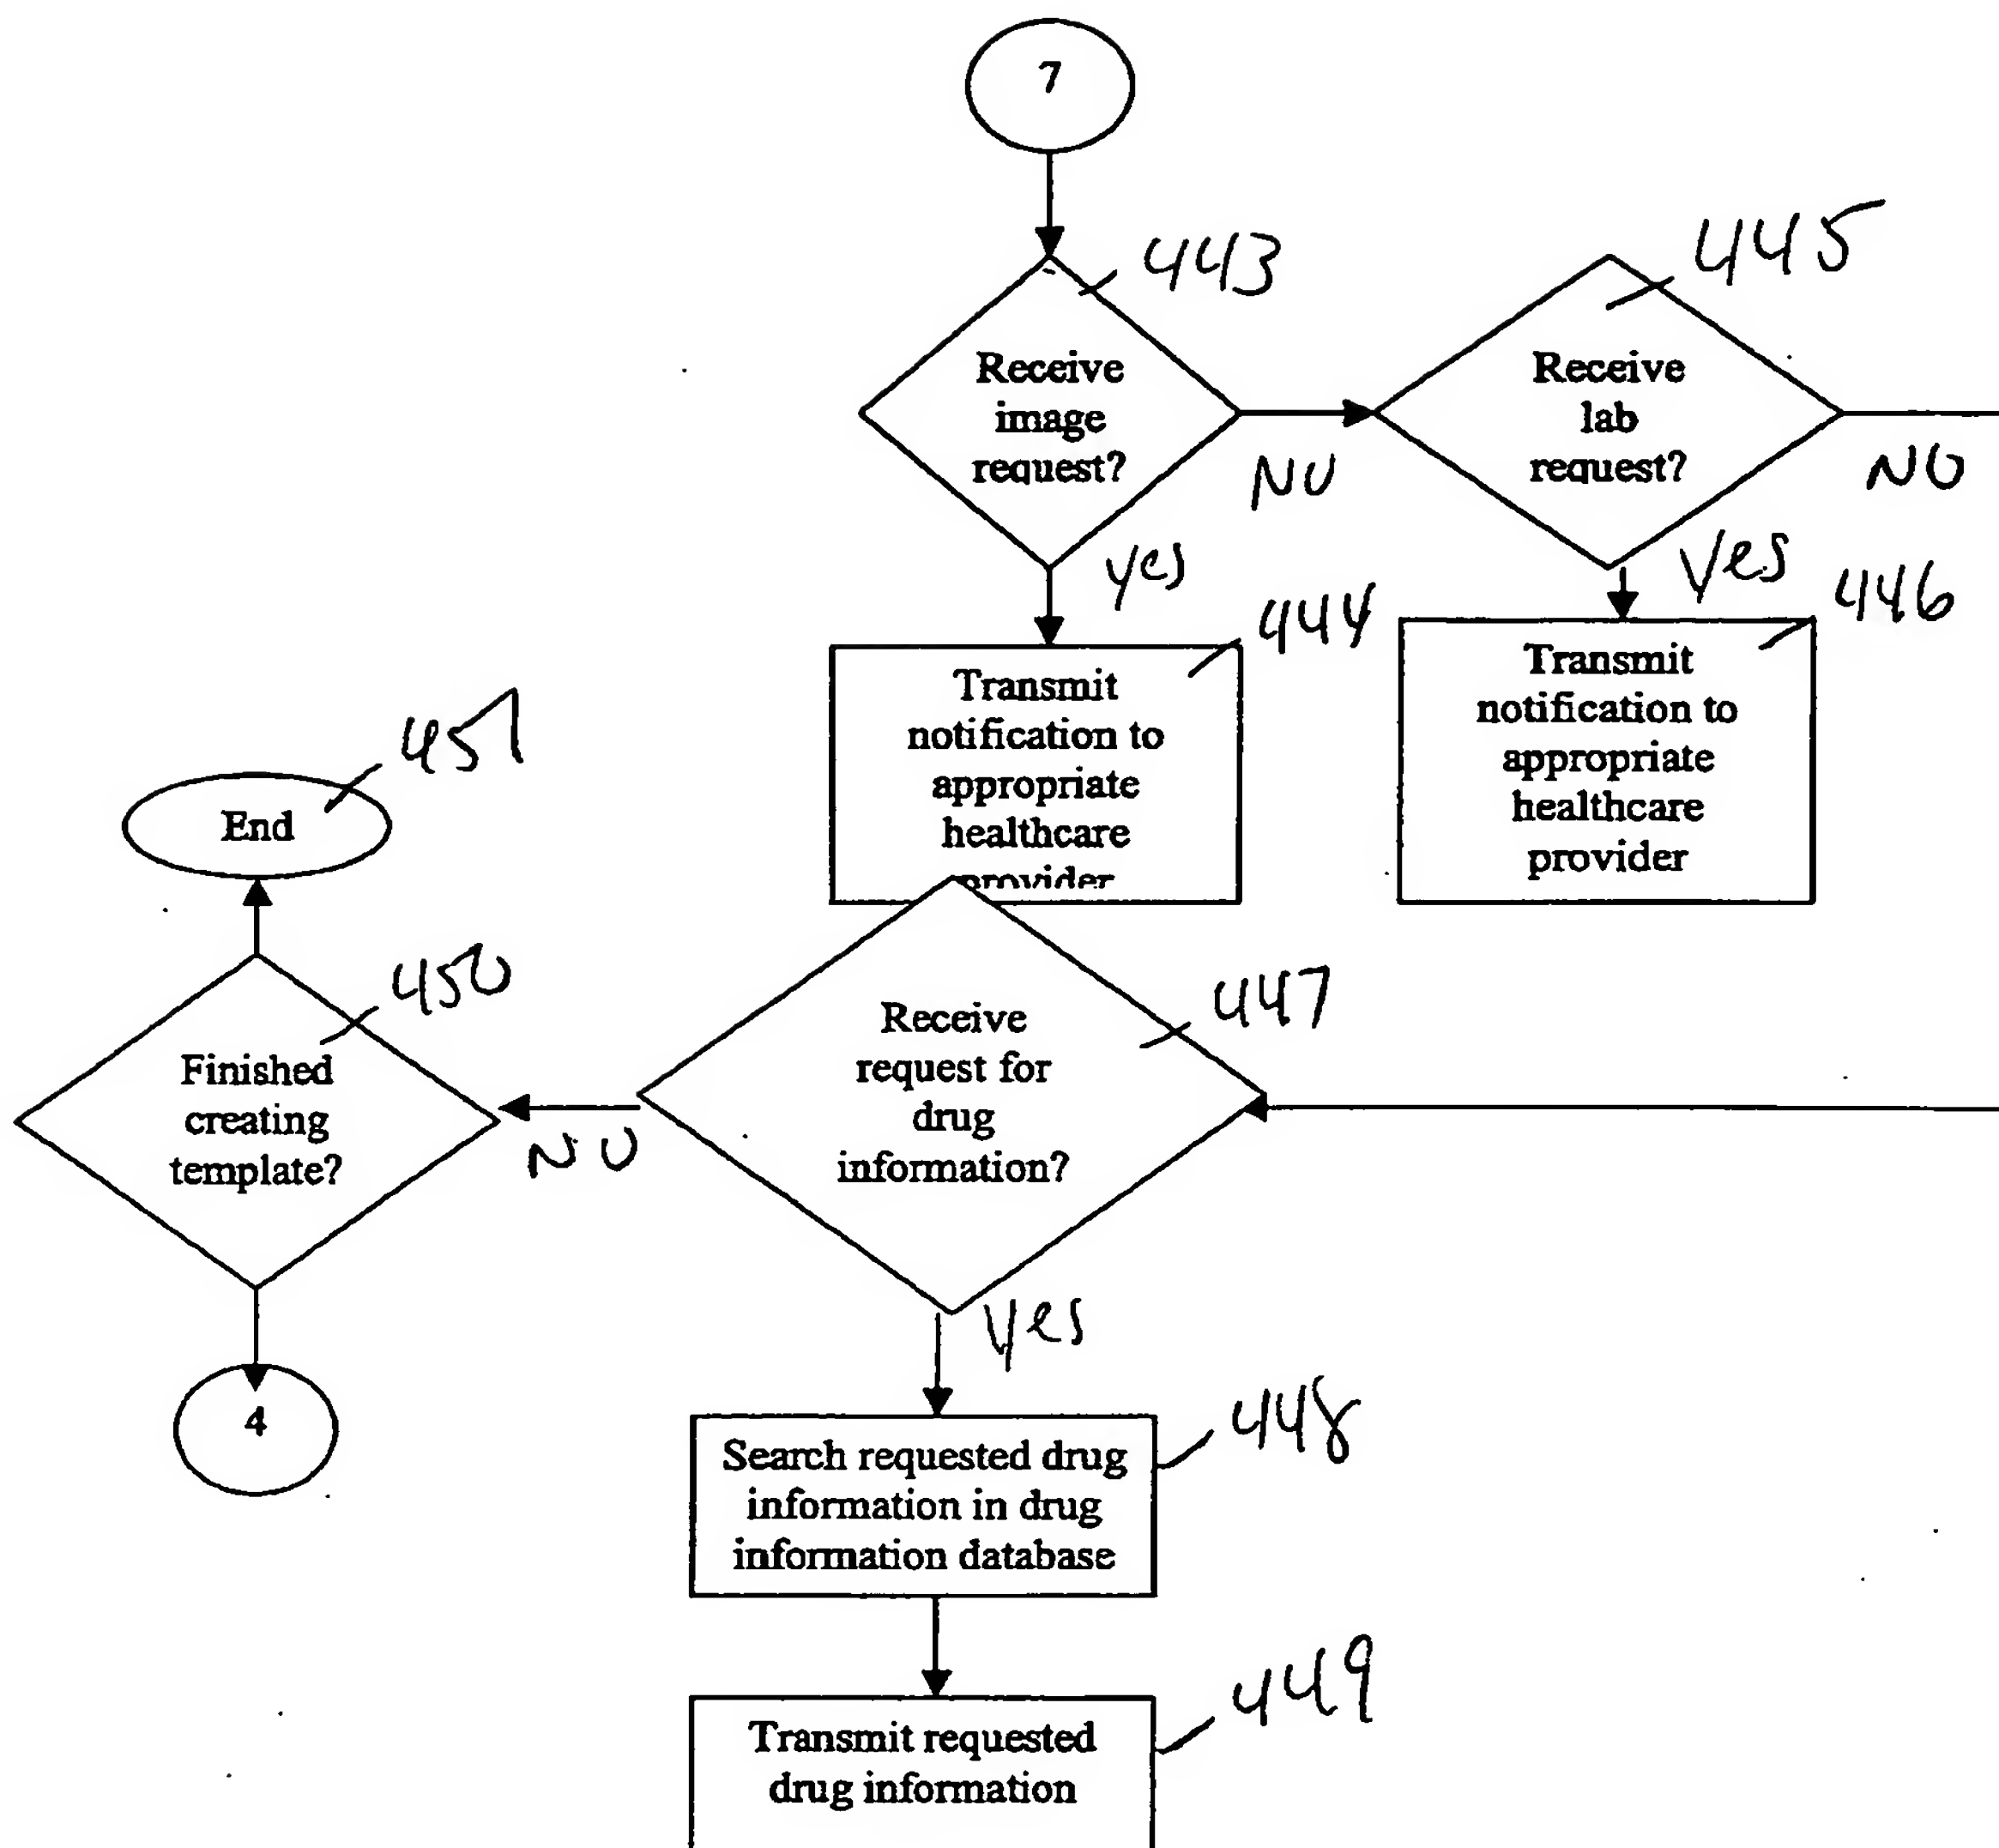 7
443
445
Receive
image
request?
NO
Receive
lab
request?
NO
yes
Yes
444
446
Transmit
notification to
appropriate
healthcare
provider
Transmit
notification to
appropriate
healthcare
provider
451
End
450
Finished
creating
template?
NO
447
Receive
request for
drug
information?
Yes
4
448
Search requested drug
information in drug
information database
449
Transmit requested
drug information